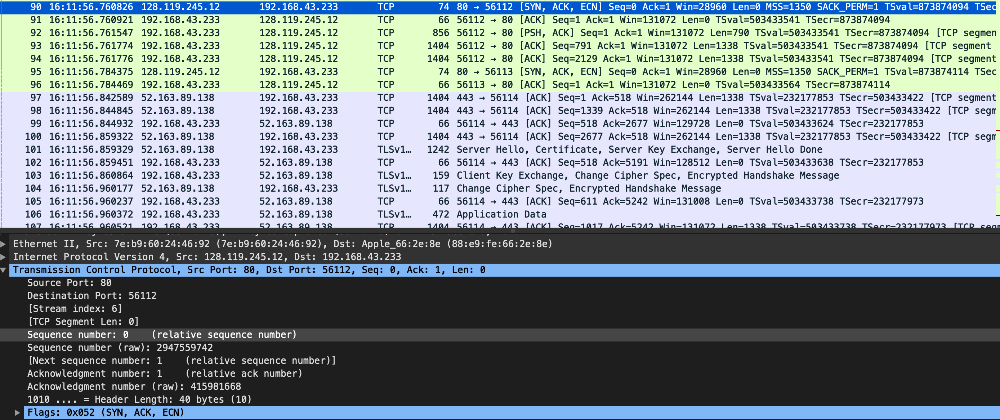 90 16:11:56.760826 128.119.245.12 192.168.43.233 TCP 74 80 → 56112 [SYN, ACK, ECN] Seq=0 Ack=1 Win=28960 Len=0 MSS=1350 SACK_PERM=1 TSval=873874094 TSec
91 16:11:56.760921 192.168.43.233 128.119.245.12 TCP 66 56112 → 80 [ACK] Seq=1 Ack=1 Win=131072 Len=0 TSval=503433541 TSecr=873874094
92 16:11:56.761547 192.168.43.233 128.119.245.12 TCP 856 56112 → 80 [PSH, ACK] Seq=1 Ack=1 Win=131072 Len=790 TSval=503433541 TSecr=873874094 [TCP segmen
93 16:11:56.761774 192.168.43.233 128.119.245.12 TCP 1404 56112 → 80 [ACK] Seq=791 Ack=1 Win=131072 Len=1338 TSval=503433541 TSecr=873874094 [TCP segment
94 16:11:56.761776 192.168.43.233 128.119.245.12 TCP 1404 56112 → 80 [ACK] Seq=2129 Ack=1 Win=131072 Len=1338 TSval=503433541 TSecr=873874094 [TCP segment
95 16:11:56.784375 128.119.245.12 192.168.43.233 TCP 74 80 → 56113 [SYN, ACK, ECN] Seq=0 Ack=1 Win=28960 Len=0 MSS=1350 SACK_PERM=1 TSval=873874114 TSec
96 16:11:56.784469 192.168.43.233 128.119.245.12 TCP 66 56113 → 80 [ACK] Seq=1 Ack=1 Win=131072 Len=0 TSval=503433564 TSecr=873874114
97 16:11:56.842589 52.163.89.138 192.168.43.233 TCP 1404 443 → 56114 [ACK] Seq=1 Ack=518 Win=262144 Len=1338 TSval=232177853 TSecr=503433422 [TCP segment
98 16:11:56.844845 52.163.89.138 192.168.43.233 TCP 1404 443 → 56114 [ACK] Seq=1339 Ack=518 Win=262144 Len=1338 TSval=232177853 TSecr=503433422 [TCP segm
99 16:11:56.844932 192.168.43.233 52.163.89.138 TCP 66 56114 → 443 [ACK] Seq=518 Ack=2677 Win=129728 Len=0 TSval=503433624 TSecr=232177853
100 16:11:56.859322 52.163.89.138 192.168.43.233 TCP 1404 443 → 56114 [ACK] Seq=2677 Ack=518 Win=262144 Len=1338 TSval=232177853 TSecr=503433422 [TCP segm
101 16:11:56.859329 52.163.89.138 192.168.43.233 TLSv1… 1242 Server Hello, Certificate, Server Key Exchange, Server Hello Done
102 16:11:56.859451 192.168.43.233 52.163.89.138 TCP 66 56114 → 443 [ACK] Seq=518 Ack=5191 Win=128512 Len=0 TSval=503433638 TSecr=232177853
103 16:11:56.860864 192.168.43.233 52.163.89.138 TLSv1… 159 Client Key Exchange, Change Cipher Spec, Encrypted Handshake Message
104 16:11:56.960177 52.163.89.138 192.168.43.233 TLSv1… 117 Change Cipher Spec, Encrypted Handshake Message
105 16:11:56.960237 192.168.43.233 52.163.89.138 TCP 66 56114 → 443 [ACK] Seq=611 Ack=5242 Win=131008 Len=0 TSval=503433738 TSecr=232177973
106 16:11:56.960372 192.168.43.233 52.163.89.138 TLSv1… 472 Application Data
107 16:11:56.960521 192.168.43.233 52.163.89.138 TCP 1404 56114 → 443 [ACK] Seq=1017 Ack=5242 Win=131072 Len=1338 TSval=503433738 TSecr=232177973 [TCP segm
Ethernet II, Src: 7e:b9:60:24:46:92 (7e:b9:60:24:46:92), Dst: Apple_66:2e:8e (88:e9:fe:66:2e:8e)
Internet Protocol Version 4, Src: 128.119.245.12, Dst: 192.168.43.233
Transmission Control Protocol, Src Port: 80, Dst Port: 56112, Seq: 0, Ack: 1, Len: 0
Source Port: 80
Destination Port: 56112
[Stream index: 6]
[TCP Segment Len: 0]
Sequence number: 0 (relative sequence number)
Sequence number (raw): 2947559742
[Next sequence number: 1 (relative sequence number)]
Acknowledgment number: 1 (relative ack number)
Acknowledgment number (raw): 415981668
1010 .... = Header Length: 40 bytes (10)
Flags: 0x052 (SYN, ACK, ECN)